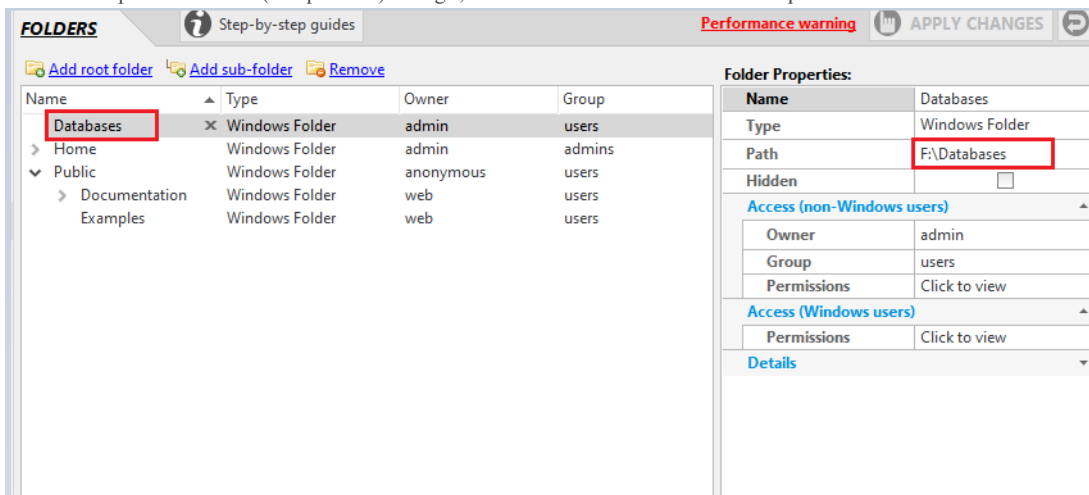 FOLDERS
Step-by-step guides
Performance warning
APPLY CHANGES
Add root folder Add sub-folder Remove
Name Type Owner Group
Databases Windows Folder admin users
Home Windows Folder admin admins
Public Windows Folder anonymous users
Documentation Windows Folder web users
Examples Windows Folder web users
Folder Properties:
Name Databases
Type Windows Folder
Path F:\Databases
Hidden
Access (non-Windows users)
Owner admin
Group users
Permissions Click to view
Access (Windows users)
Permissions Click to view
Details